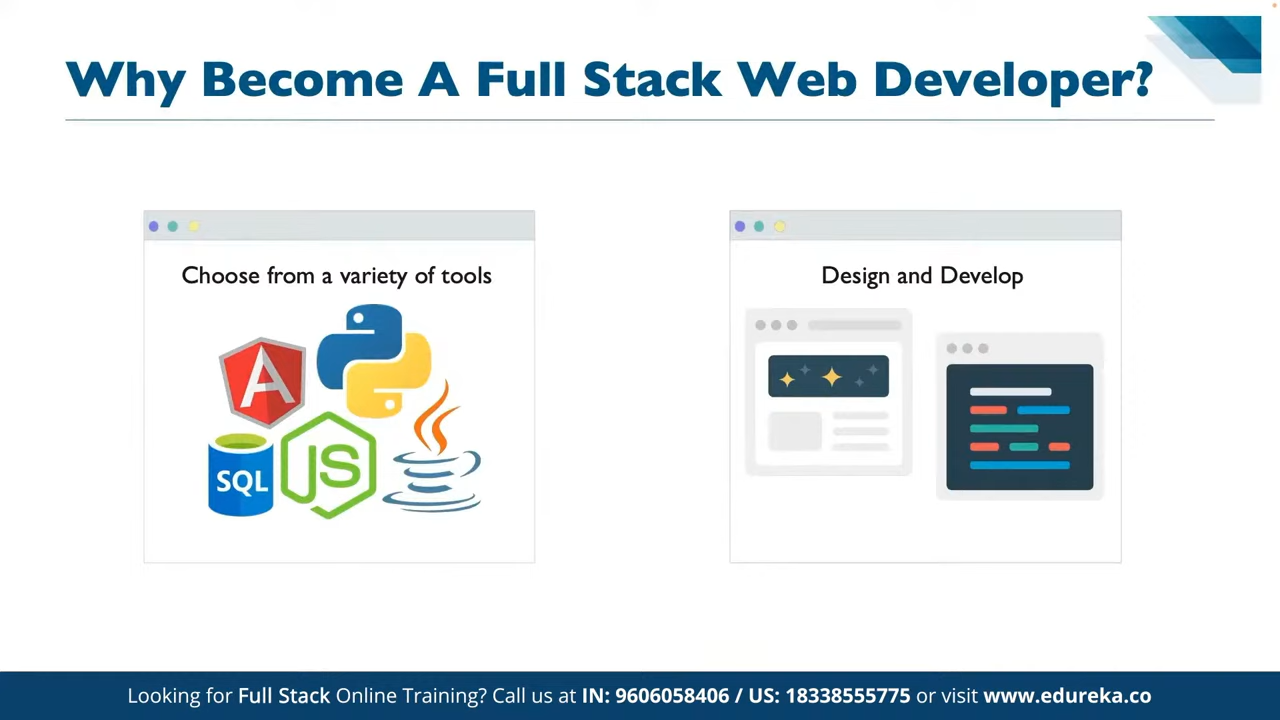 Why Become A Full Stack Web Developer?
Choose from a variety of tools
A
SQL
JS
Design and Develop
Looking for Full Stack Online Training? Call us at IN: 9606058406 / US: 18338555775 or visit www.edureka.co